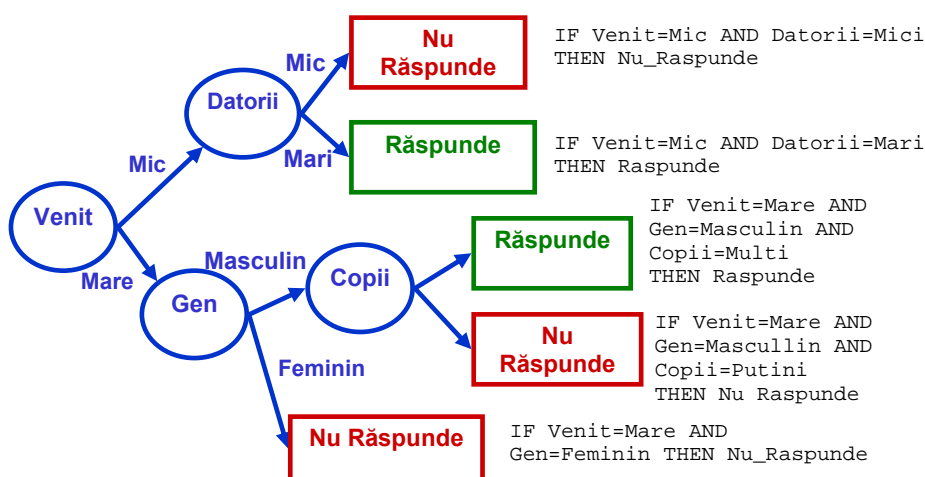 Nu
Răspunde
IF Venit=Mic AND Datorii=Mici
THEN Nu_Raspunde
Mic
Datorii
Răspunde
IF Venit=Mic AND Datorii=Mari
THEN Raspunde
Mari
Mic
Venit
Mare
IF Venit=Mare AND
Gen=Masculin AND
Copii=Multi
THEN Raspunde
Răspunde
Masculin
Copii
Gen
Nu
Răspunde
IF Venit=Mare AND
Gen=Mascullin AND
Copii=Putini
THEN Nu Raspunde
Feminin
Nu Răspunde
IF Venit=Mare AND
Gen=Feminin THEN Nu_Raspunde